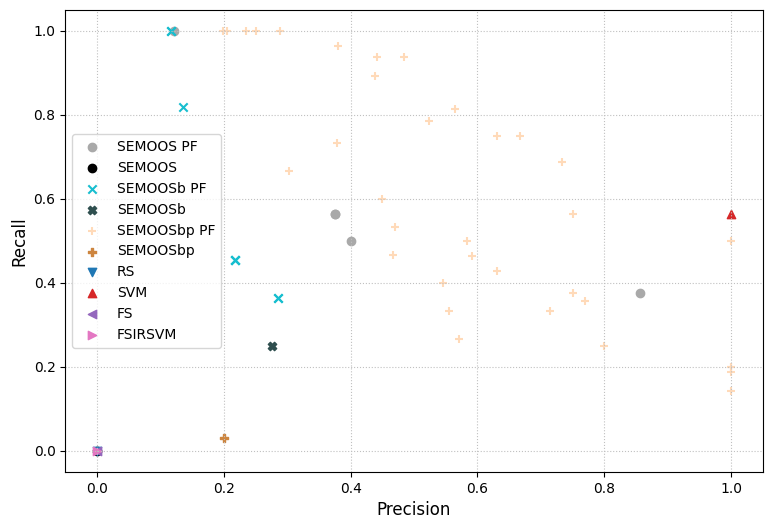 1.0
0.8
0.6
0.4
0.2
0.0
Recall
SEMOOS PF
SEMOOS
SEMOOSb PF
SEMOOSb
SEMOOSbp PF
SEMOOSbp
RS
SVM
FS
FSIRSVM
0.0 0.2 0.4 0.6 0.8 1.0
Precision